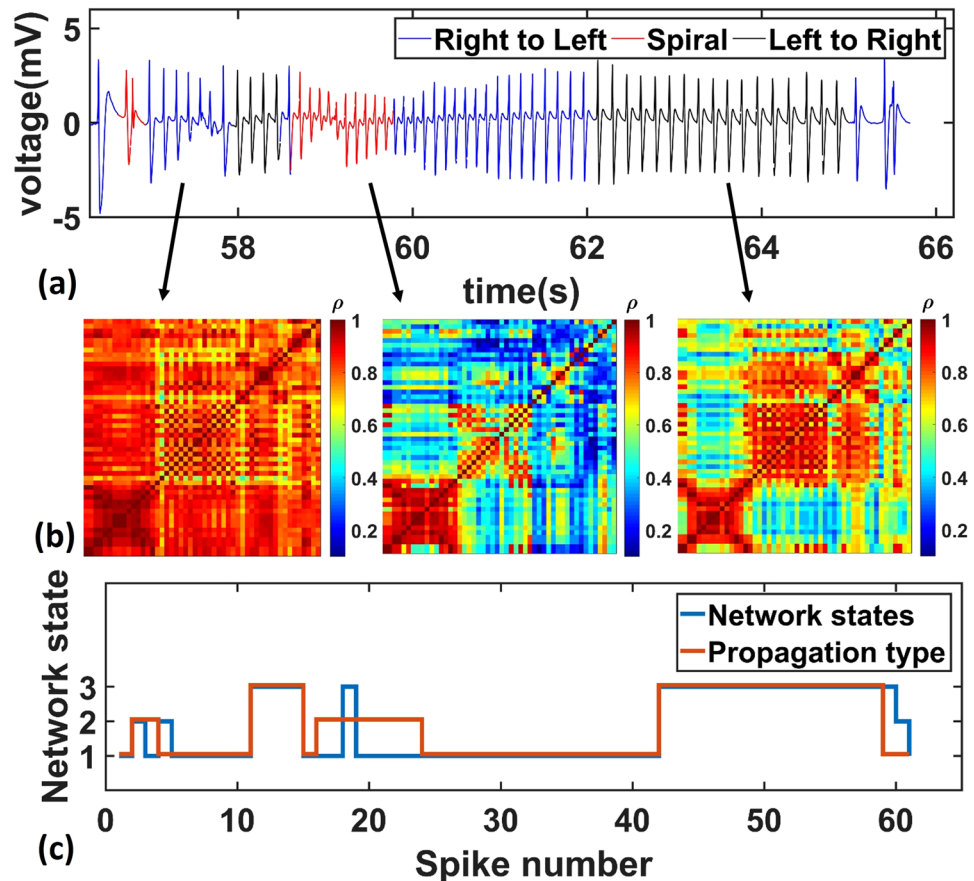 5
0
-5
voltage(mV)
Right to Left Spiral Left to Right
58 60 62 64 66
time(s)
(a)
ρ ρ ρ
1 1 1
0.8 0.8 0.8
0.6 0.6 0.6
0.4 0.4 0.4
0.2 0.2 0.2
(b)
Network state
3
2
1
Network states
Propagation type
0 10 20 30 40 50 60
Spike number
(c)